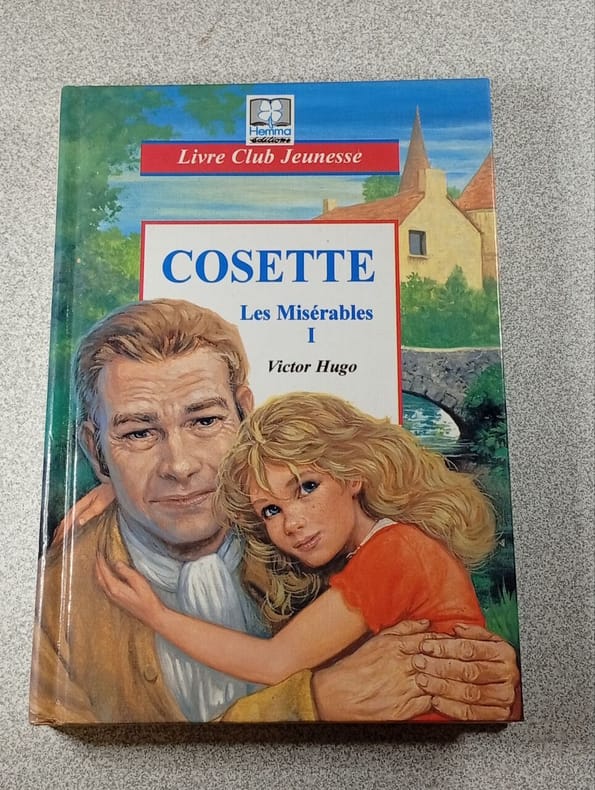 Hemma
éditions
Livre Club Jeunesse
COSETTE
Les Misérables
I
Victor Hugo